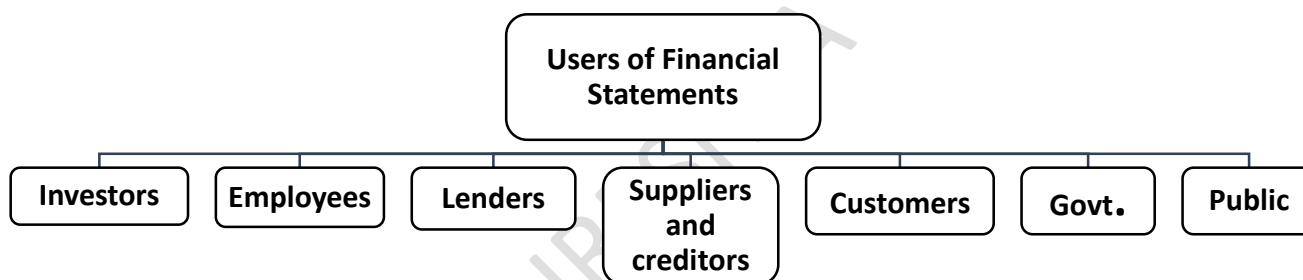 Users of Financial
Statements
Investors
Employees
Lenders
Suppliers
and
creditors
Customers
Govt.
Public